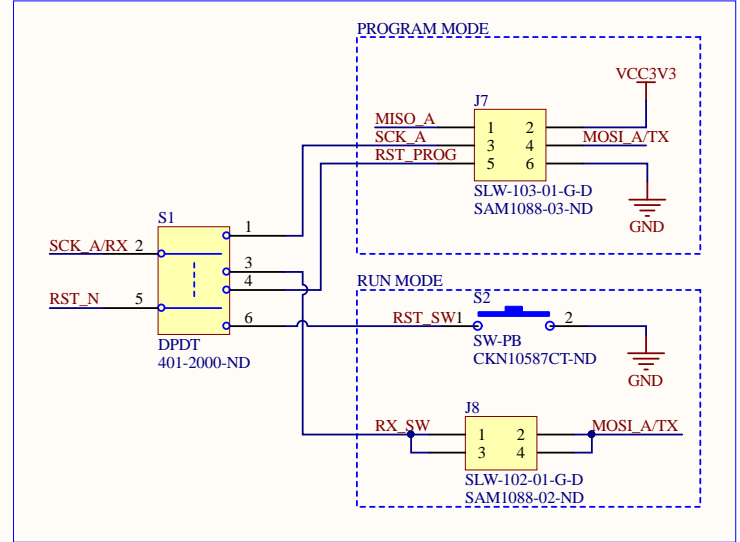 PROGRAM MODE
VCC3V3
J7
MISO_A 1 2
SCK_A 3 4 MOSI_A/TX
RST_PROG 5 6
SLW-103-01-G-D
SAM1088-03-ND
GND
S1
1
SCK_A/RX 2
3
4
RST_N 5
6
DPDT
401-2000-ND
RUN MODE
S2
RST_SW 1 2
SW-PB
CKN10587CT-ND
GND
J8
RX_SW 1 2 MOSI_A/TX
3 4
SLW-102-01-G-D
SAM1088-02-ND